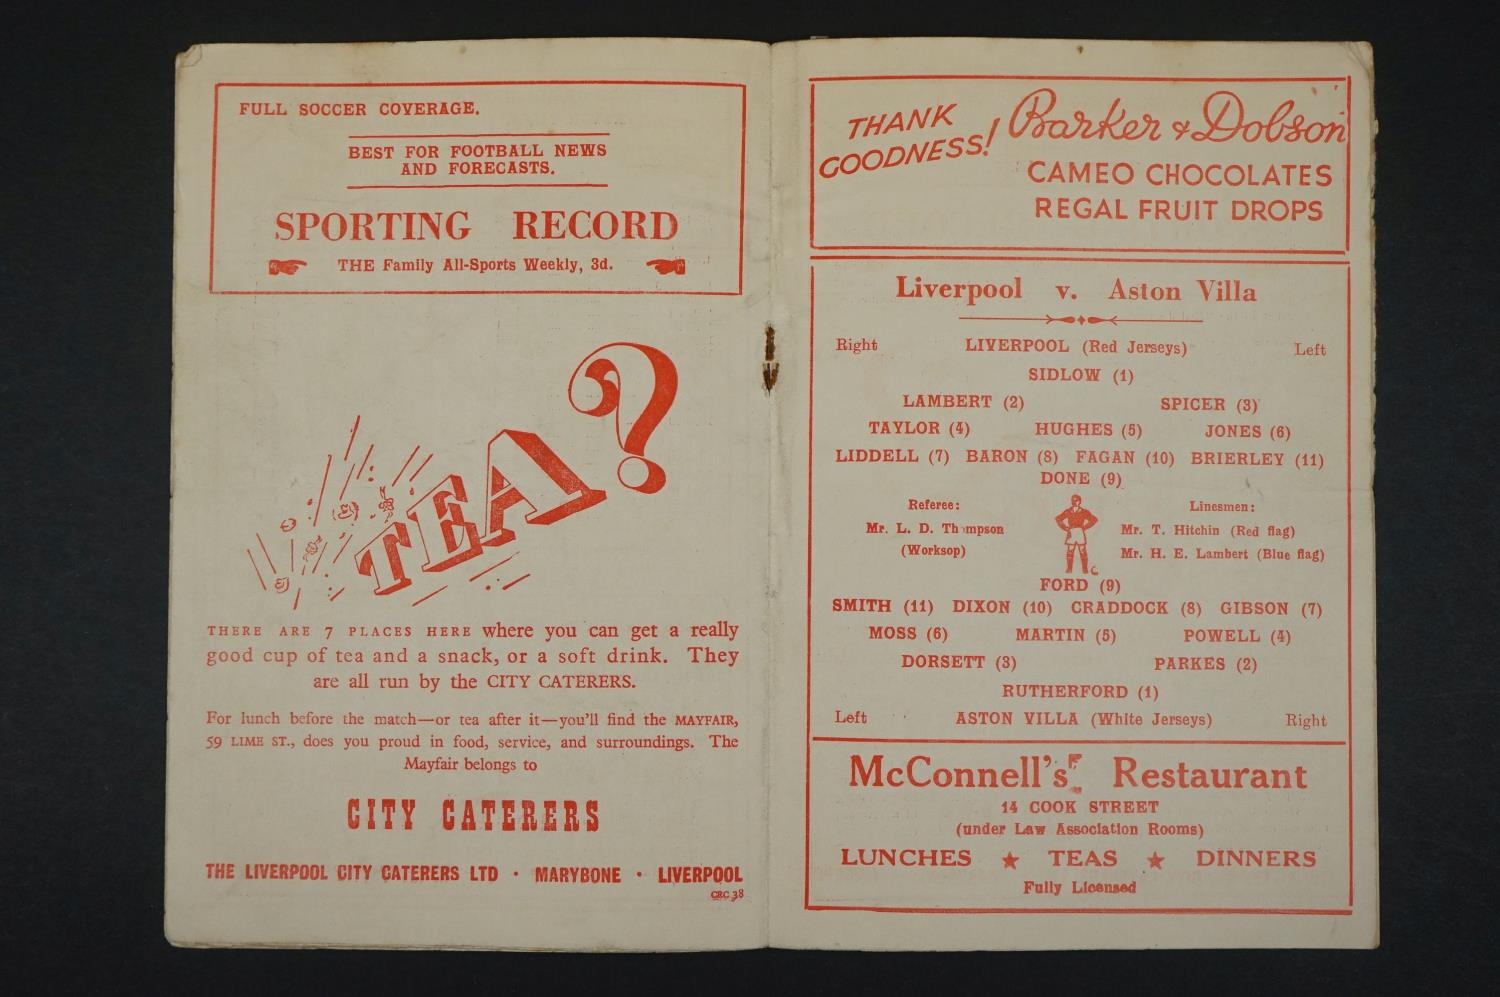 FULL SOCCER COVERAGE.
BEST FOR FOOTBALL NEWS
AND FORECASTS.
SPORTING RECORD
THE Family All-Sports Weekly, 3d.
TEA?
THERE ARE 7 PLACES HERE where you can get a really
good cup of tea and a snack, or a soft drink. They
are all run by the CITY CATERERS.
For lunch before the match—or tea after it—you'll find the MAYFAIR,
59 LIME ST., does you proud in food, service, and surroundings. The
Mayfair belongs to
CITY CATERERS
THE LIVERPOOL CITY CATERERS LTD · MARYBONE · LIVERPOOL
CRC 38
THANK
GOODNESS!
Barker & Dobson
CAMEO CHOCOLATES
REGAL FRUIT DROPS
Liverpool v. Aston Villa
Right LIVERPOOL (Red Jerseys) Left
SIDLOW (1)
LAMBERT (2) SPICER (3)
TAYLOR (4) HUGHES (5) JONES (6)
LIDDELL (7) BARON (8) FAGAN (10) BRIERLEY (11)
DONE (9)
Referee: Linesmen:
Mr. L. D. Thompson Mr. T. Hitchin (Red flag)
(Worksop) Mr. H. E. Lambert (Blue flag)
FORD (9)
SMITH (11) DIXON (10) CRADDOCK (8) GIBSON (7)
MOSS (6) MARTIN (5) POWELL (4)
DORSETT (3) PARKES (2)
RUTHERFORD (1)
Left ASTON VILLA (White Jerseys) Right
McConnell's Restaurant
14 COOK STREET
(under Law Association Rooms)
LUNCHES ★ TEAS ★ DINNERS
Fully Licensed